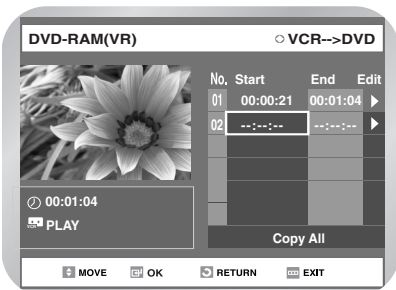 DVD-RAM(VR) VCR-->DVD
No. Start End Edit
01 00:00:21 00:01:04
02 --:--:-- --:--:--
00:01:04
VCR PLAY
Copy All
MOVE OK RETURN EXIT